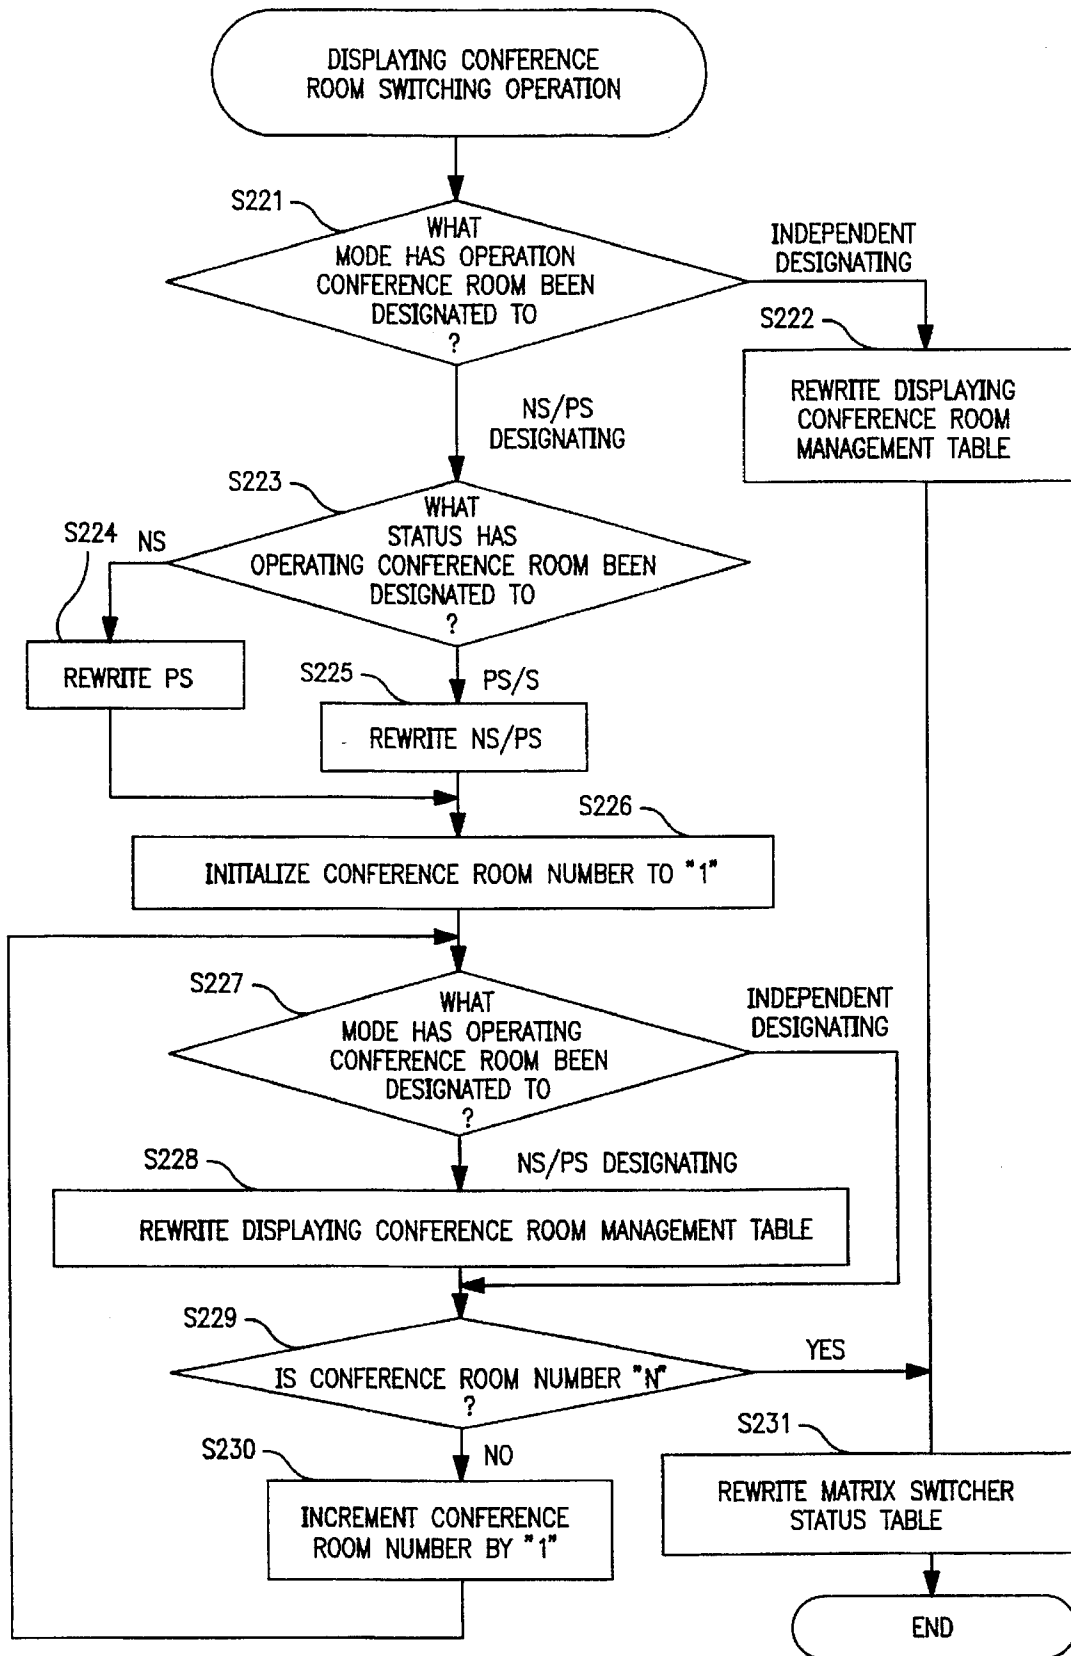 DISPLAYING CONFERENCE
ROOM SWITCHING OPERATION
S221
WHAT
MODE HAS OPERATION
CONFERENCE ROOM BEEN
DESIGNATED TO
?
INDEPENDENT
DESIGNATING
S222
REWRITE DISPLAYING
CONFERENCE ROOM
MANAGEMENT TABLE
NS/PS
DESIGNATING
S223
WHAT
STATUS HAS
OPERATING CONFERENCE ROOM BEEN
DESIGNATED TO
?
S224
NS
REWRITE PS
S225
PS/S
REWRITE NS/PS
S226
INITIALIZE CONFERENCE ROOM NUMBER TO "1"
S227
WHAT
MODE HAS OPERATING
CONFERENCE ROOM BEEN
DESIGNATED TO
?
INDEPENDENT
DESIGNATING
S228
NS/PS DESIGNATING
REWRITE DISPLAYING CONFERENCE ROOM MANAGEMENT TABLE
S229
IS CONFERENCE ROOM NUMBER "N"
?
YES
S230
NO
INCREMENT CONFERENCE
ROOM NUMBER BY "1"
S231
REWRITE MATRIX SWITCHER
STATUS TABLE
END